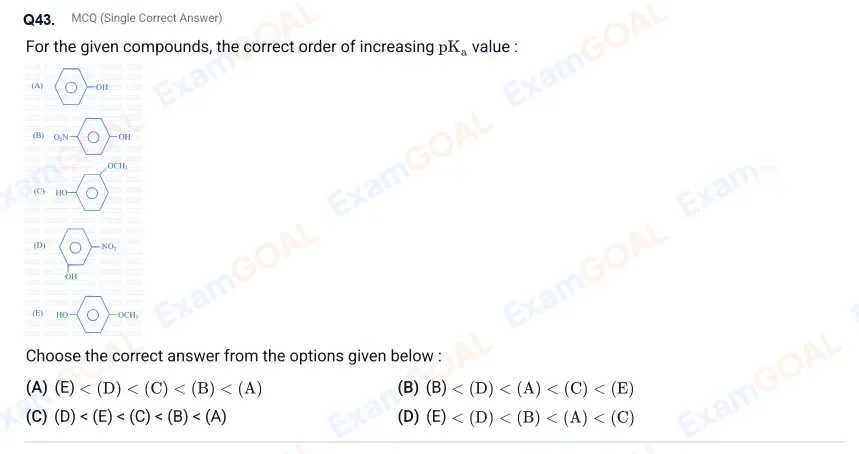 Q43. MCQ (Single Correct Answer)
For the given compounds, the correct order of increasing pKₐ value :
(A) OH
(B) O₂N OH
OCH₃
(C) HO
(D) NO₂
OH
(E) HO OCH₃
Choose the correct answer from the options given below :
(A) (E) < (D) < (C) < (B) < (A)
(B) (B) < (D) < (A) < (C) < (E)
(C) (D) < (E) < (C) < (B) < (A)
(D) (E) < (D) < (B) < (A) < (C)
ExamGOAL